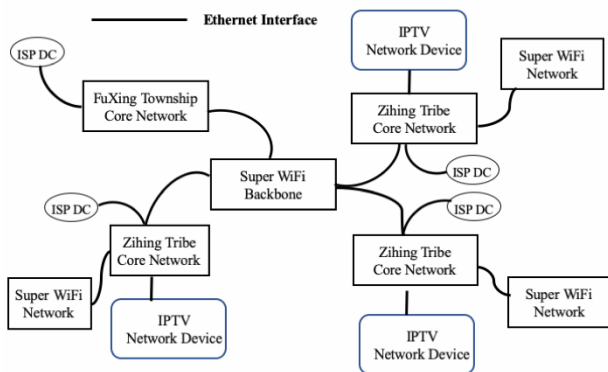 Ethernet Interface
ISP DC
FuXing Township
Core Network
IPTV
Network Device
Super WiFi
Network
Zihing Tribe
Core Network
Super WiFi
Backbone
ISP DC
ISP DC
ISP DC
Zihing Tribe
Core Network
Super WiFi
Network
IPTV
Network Device
Zihing Tribe
Core Network
Super WiFi
Network
IPTV
Network Device